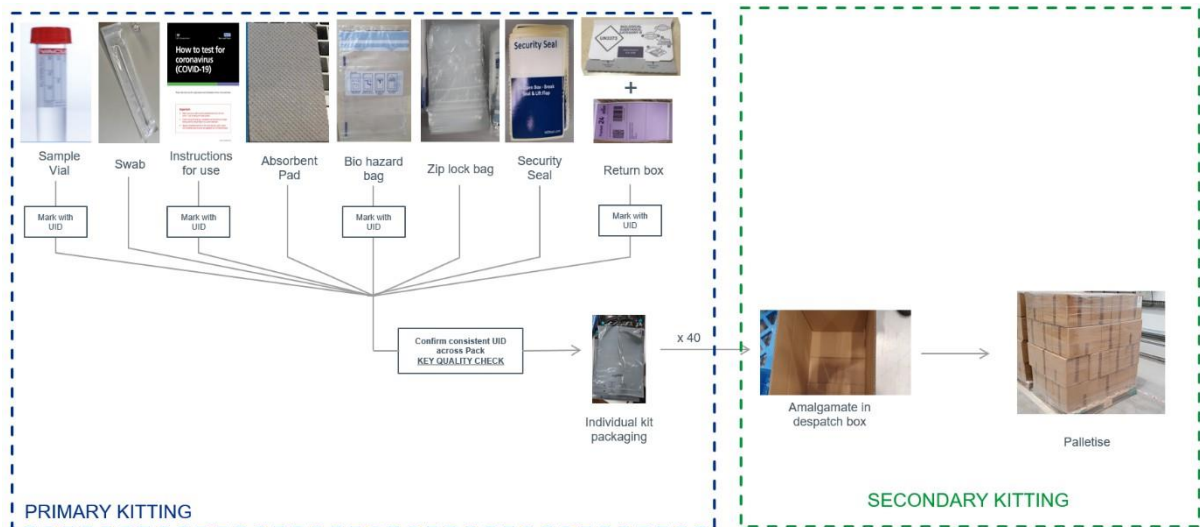 How to test for
coronavirus
(COVID-19)
Security Seal
UN3373
+
Sample
Vial
Swab
Instructions
for use
Absorbent
Pad
Bio hazard
bag
Zip lock bag
Security
Seal
Return box
Mark with
UID
Mark with
UID
Mark with
UID
Mark with
UID
Confirm consistent UID
across Pack
KEY QUALITY CHECK
x 40
Individual kit
packaging
Amalgamate in
despatch box
Palletise
PRIMARY KITTING
SECONDARY KITTING